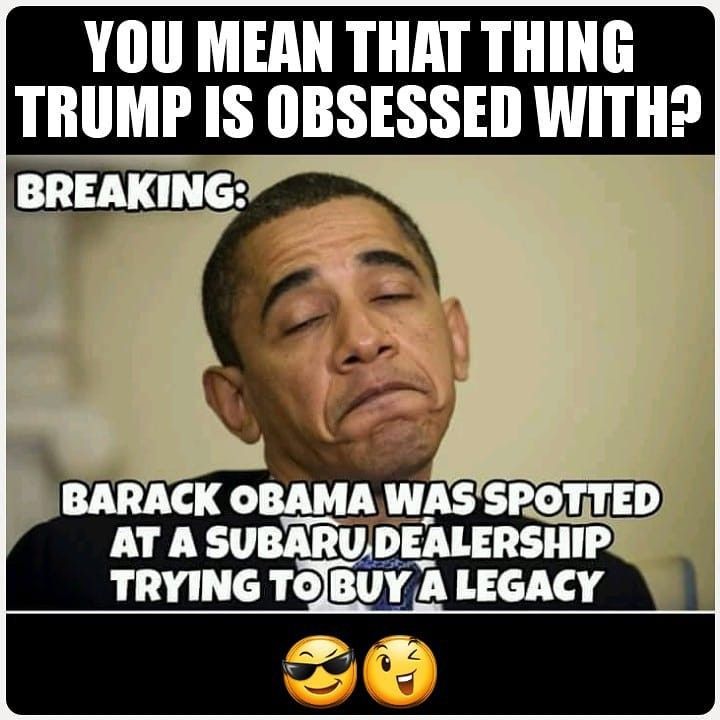 YOU MEAN THAT THING
TRUMP IS OBSESSED WITH?
BREAKING:
BARACK OBAMA WAS SPOTTED
AT A SUBARU DEALERSHIP
TRYING TO BUY A LEGACY